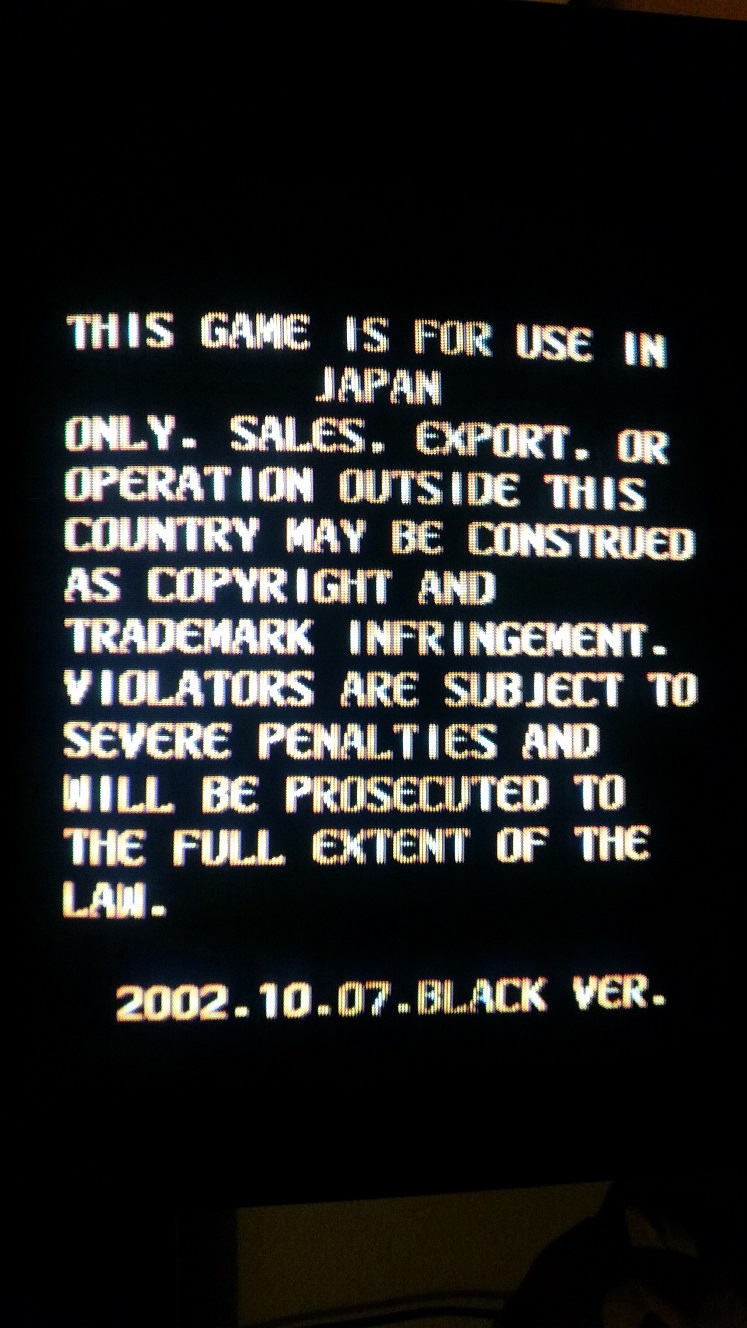 THIS GAME IS FOR USE IN
JAPAN
ONLY. SALES. EXPORT. OR
OPERATION OUTSIDE THIS
COUNTRY MAY BE CONSTRUED
AS COPYRIGHT AND
TRADEMARK INFRINGEMENT.
VIOLATORS ARE SUBJECT TO
SEVERE PENALTIES AND
WILL BE PROSECUTED TO
THE FULL EXTENT OF THE
LAW.
2002.10.07.BLACK VER.